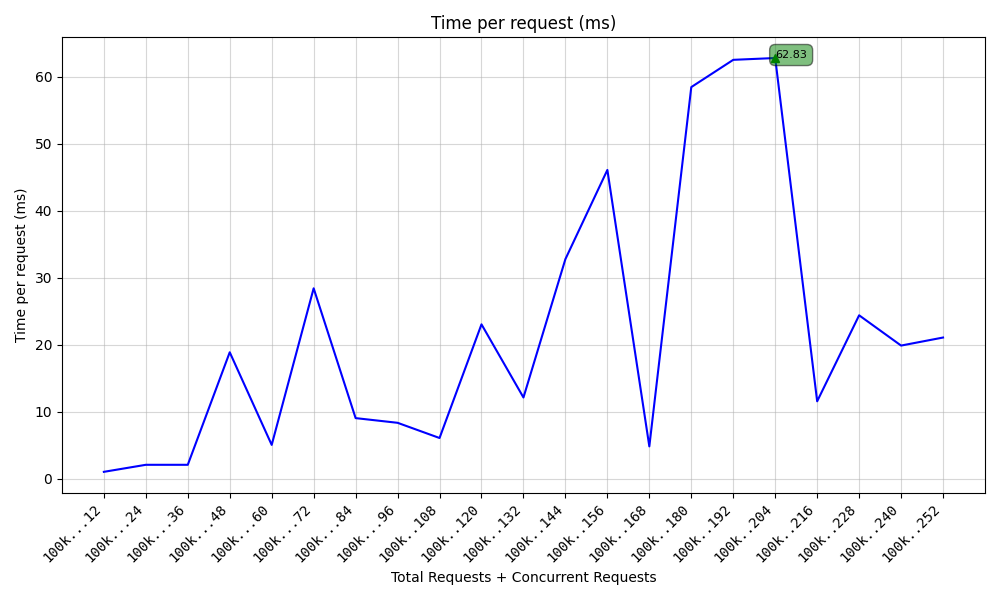 Time per request (ms)
62.83
Time per request (ms)
60
50
40
30
20
10
0
100k...12
100k...24
100k...36
100k...48
100k...60
100k...72
100k...84
100k...96
100k..108
100k..120
100k..132
100k..144
100k..156
100k..168
100k..180
100k..192
100k..204
100k..216
100k..228
100k..240
100k..252
Total Requests + Concurrent Requests